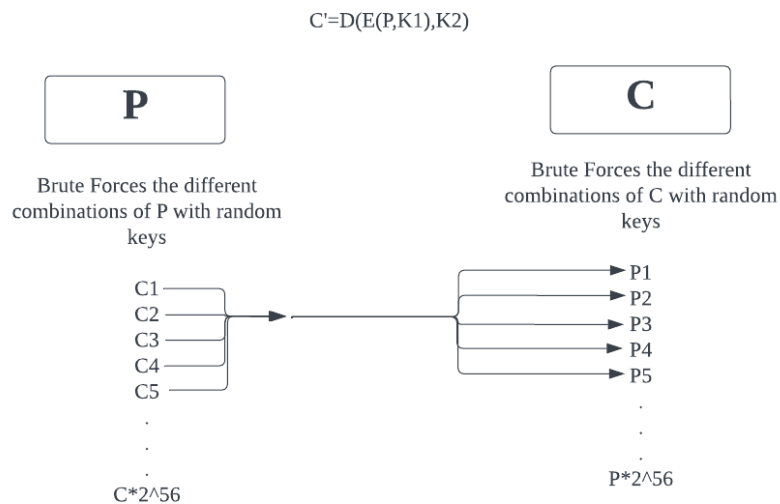 C'=D(E(P,K1),K2)
P
C
Brute Forces the different
combinations of P with random
keys
Brute Forces the different
combinations of C with random
keys
C1
C2
C3
C4
C5
.
.
.
C*2^56
P1
P2
P3
P4
P5
.
.
.
P*2^56